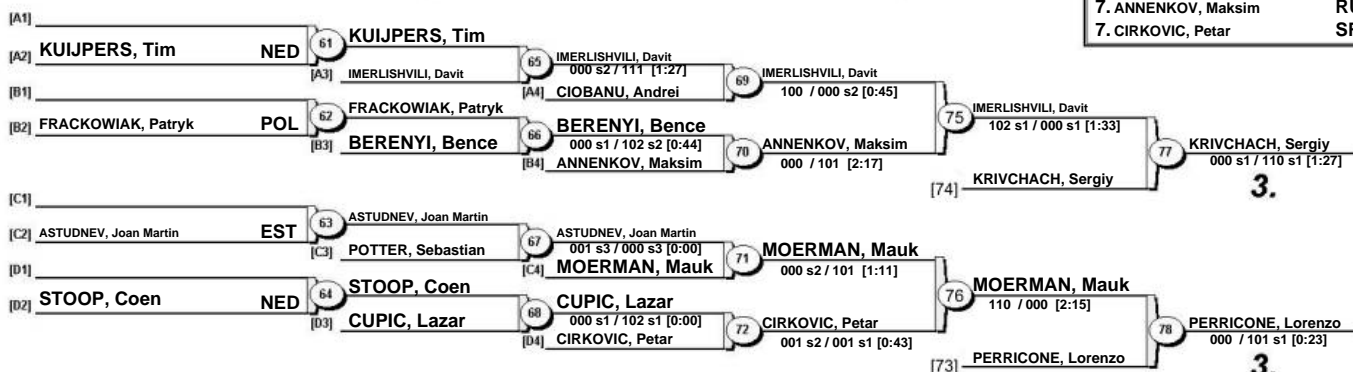 7. ANNENKOV, Maksim
7. CIRKOVIC, Petar
[A1]
[A2] KUIJPERS, Tim NED
61 KUIJPERS, Tim
[A3] IMERLISHVILI, Davit
65 IMERLISHVILI, Davit
000 s2 / 111 [1:27]
[A4] CIOBANU, Andrei
69 IMERLISHVILI, Davit
100 / 000 s2 [0:45]
[B1]
[B2] FRACKOWIAK, Patryk POL
62 FRACKOWIAK, Patryk
[B3] BERENYI, Bence
66 BERENYI, Bence
000 s1 / 102 s2 [0:44]
[B4] ANNENKOV, Maksim
70 ANNENKOV, Maksim
000 / 101 [2:17]
75 IMERLISHVILI, Davit
102 s1 / 000 s1 [1:33]
[74] KRIVCHACH, Sergiy
77 KRIVCHACH, Sergiy
000 s1 / 110 s1 [1:27]
3.
[C1]
[C2] ASTUDNEV, Joan Martin EST
63 ASTUDNEV, Joan Martin
[C3] POTTER, Sebastian
67 ASTUDNEV, Joan Martin
001 s3 / 000 s3 [0:00]
[C4] MOERMAN, Mauk
71 MOERMAN, Mauk
000 s2 / 101 [1:11]
[D1]
[D2] STOOP, Coen NED
64 STOOP, Coen
[D3] CUPIC, Lazar
68 CUPIC, Lazar
000 s1 / 102 s1 [0:00]
[D4] CIRKOVIC, Petar
72 CIRKOVIC, Petar
001 s2 / 001 s1 [0:43]
76 MOERMAN, Mauk
110 / 000 [2:15]
[73] PERRICONE, Lorenzo
78 PERRICONE, Lorenzo
000 / 101 s1 [0:23]
3.